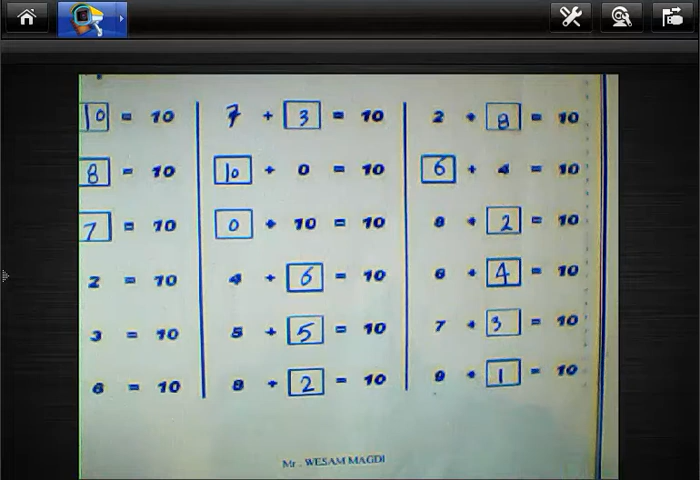 10 = 10 7 + 3 = 10 2 + 8 = 10
8 = 10 10 + 0 = 10 6 + 4 = 10
7 = 10 0 + 10 = 10 8 + 2 = 10
2 = 10 4 + 6 = 10 6 + 4 = 10
3 = 10 5 + 5 = 10 7 + 3 = 10
6 = 10 8 + 2 = 10 9 + 1 = 10
Mr . WESAM MAGDI